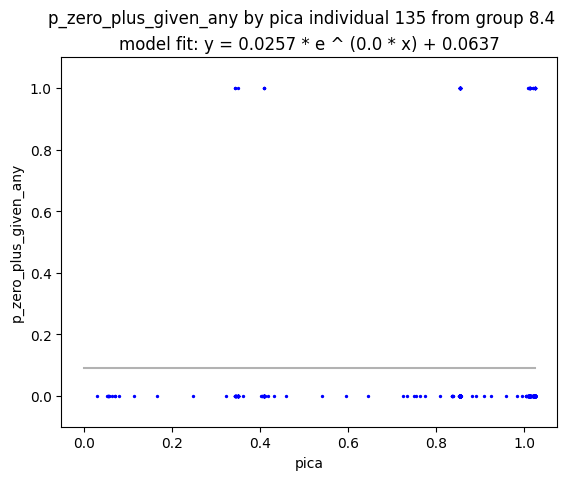 p_zero_plus_given_any by pica individual 135 from group 8.4
model fit: y = 0.0257 * e ^ (0.0 * x) + 0.0637
1.0
0.8
0.6
0.4
0.2
0.0
p_zero_plus_given_any
0.0 0.2 0.4 0.6 0.8 1.0
pica